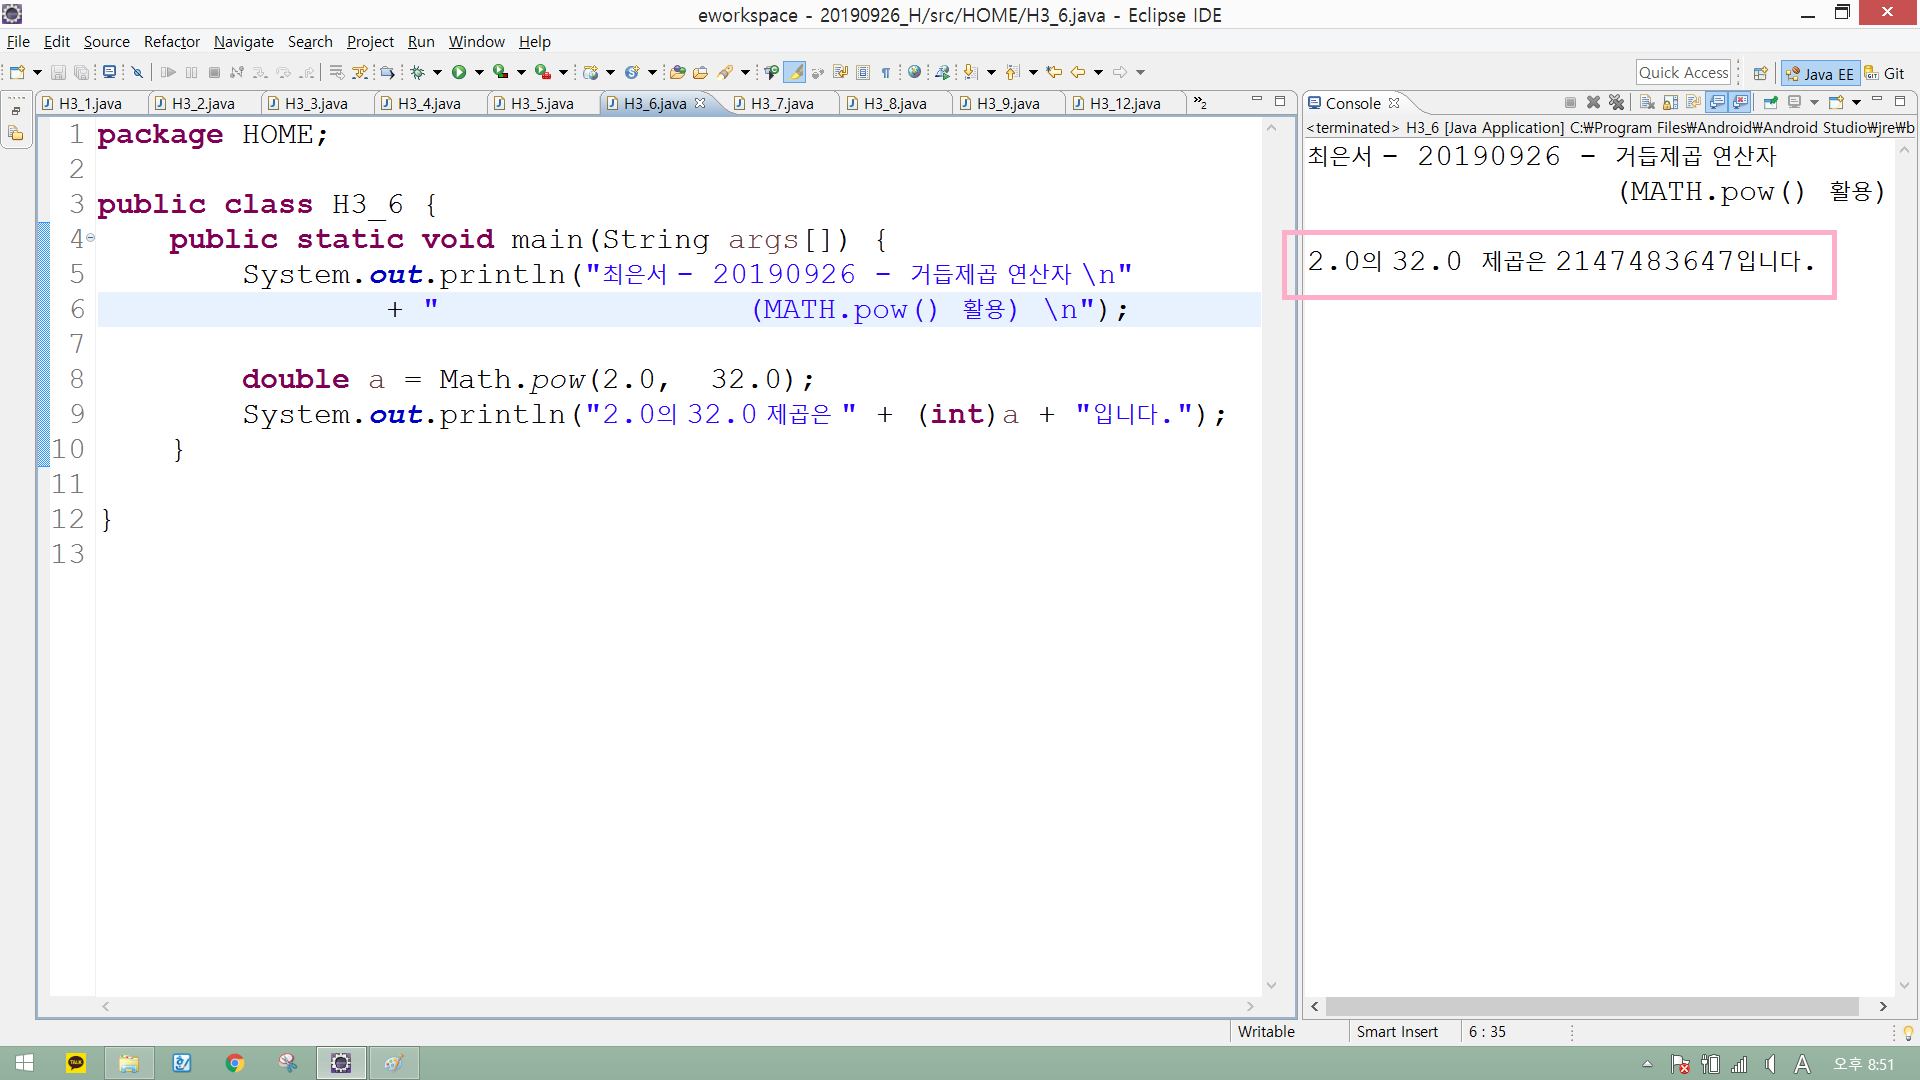 eworkspace - 20190926_H/src/HOME/H3_6.java - Eclipse IDE
File Edit Source Refactor Navigate Search Project Run Window Help
Quick Access Java EE Git
H3_1.java H3_2.java H3_3.java H3_4.java H3_5.java H3_6.java H3_7.java H3_8.java H3_9.java H3_12.java »2
1 package HOME;
2
3 public class H3_6 {
4 public static void main(String args[]) {
5 System.out.println("최은서 - 20190926 - 거듭제곱 연산자 \n"
6 + " (MATH.pow() 활용) \n");
7
8 double a = Math.pow(2.0, 32.0);
9 System.out.println("2.0의 32.0 제곱은 " + (int)a + "입니다.");
10 }
11
12 }
13
Console
<terminated> H3_6 [Java Application] C:₩Program Files₩Android₩Android Studio₩jre₩b
최은서 - 20190926 - 거듭제곱 연산자
(MATH.pow() 활용)
2.0의 32.0 제곱은 2147483647입니다.
Writable Smart Insert 6 : 35
TALK
A 오후 8:51